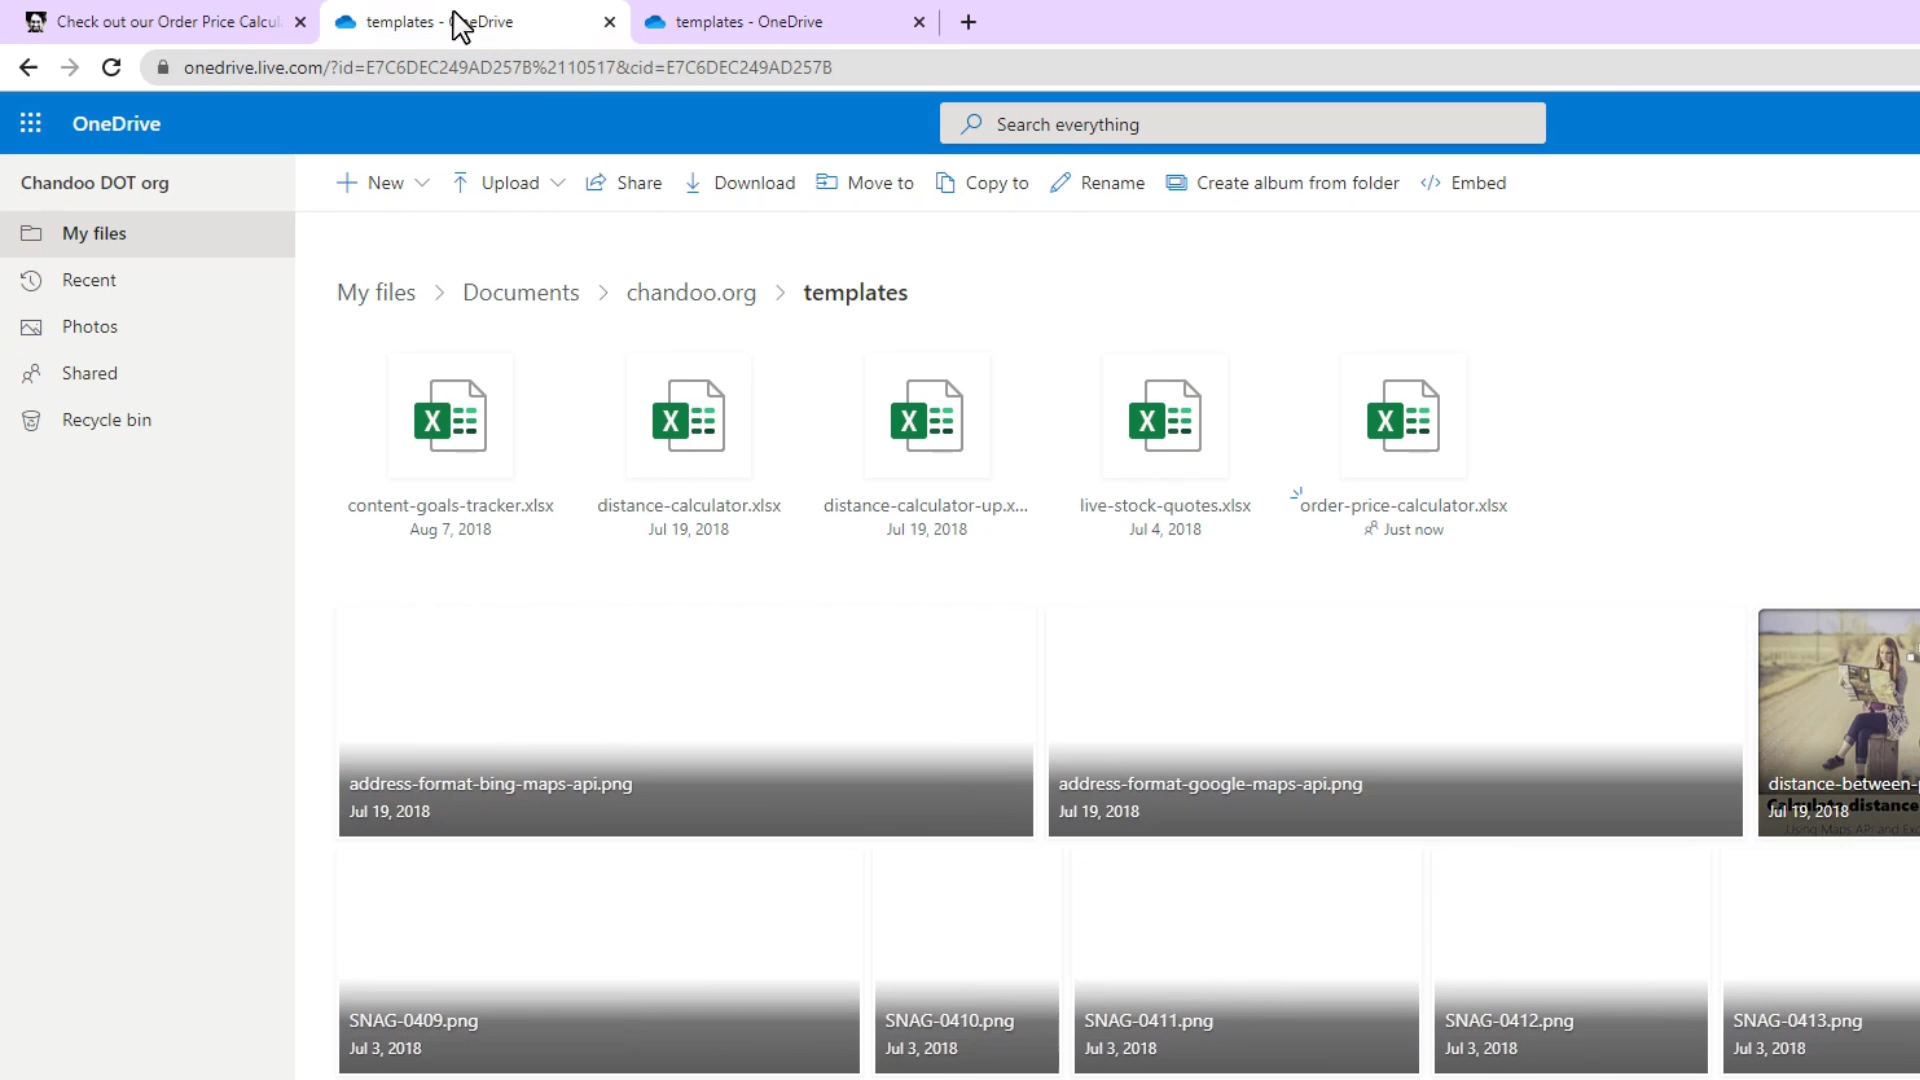 Check out our Order Price Calcul
templates -
eDrive
templates - OneDrive
onedrive.live.com/?id=E7C6DEC249AD257B%2110517&cid=E7C6DEC249AD257B
OneDrive
Search everything
Chandoo DOT org
New
Upload
Share
Download
Move to
Copy to
Rename
Create album from folder
Embed
My files
Recent
Photos
Shared
Recycle bin
My files > Documents > chandoo.org > templates
content-goals-tracker.xlsx
Aug 7, 2018
distance-calculator.xlsx
Jul 19, 2018
distance-calculator-up.x...
Jul 19, 2018
live-stock-quotes.xlsx
Jul 4, 2018
order-price-calculator.xlsx
Just now
address-format-bing-maps-api.png
Jul 19, 2018
address-format-google-maps-api.png
Jul 19, 2018
distance-between-p
Jul 19, 2018
distance
SNAG-0409.png
Jul 3, 2018
SNAG-0410.png
Jul 3, 2018
SNAG-0411.png
Jul 3, 2018
SNAG-0412.png
Jul 3, 2018
SNAG-0413.png
Jul 3, 2018